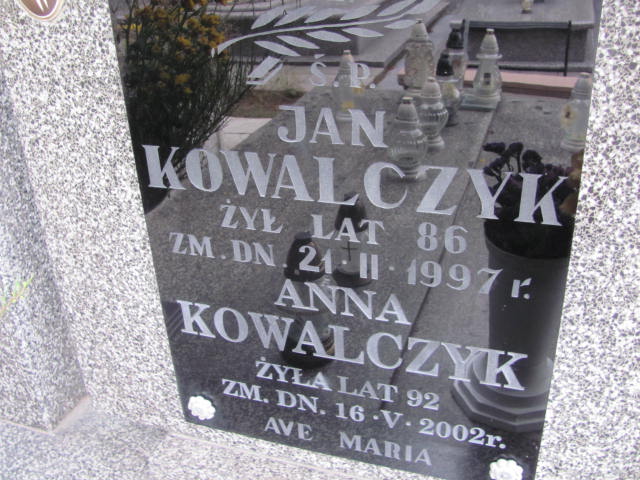 Ś.P.
JAN
KOWALCZYK
ŻYŁ LAT 86
ZM. DN. 21·II·1997 r.
ANNA
KOWALCZYK
ŻYŁA LAT 92
ZM. DN. 16·V·2002r.
AVE MARIA